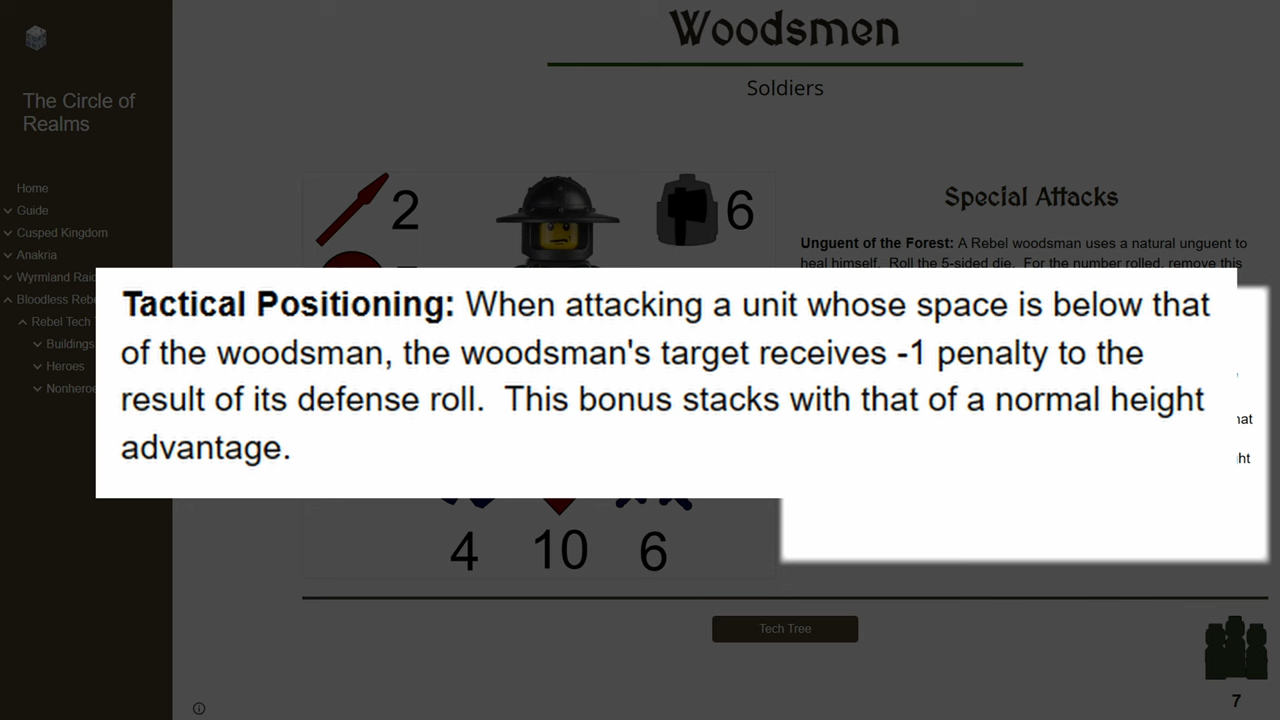 Woodsmen
Soldiers
The Circle of
Realms
Home
Guide
Cusped Kingdom
Anakria
Wyrmland
Bloodless
Rebel Tech
Buildings
Heroes
2
6
Special Attacks
Unguent of the Forest: A Rebel woodsman uses a natural unguent to
heal himself. Roll the 5-sided die. For the number rolled, remove this
Tactical Positioning: When attacking a unit whose space is below that
of the woodsman, the woodsman's target receives -1 penalty to the
result of its defense roll. This bonus stacks with that of a normal height
advantage.
4 10 6
Tech Tree
7